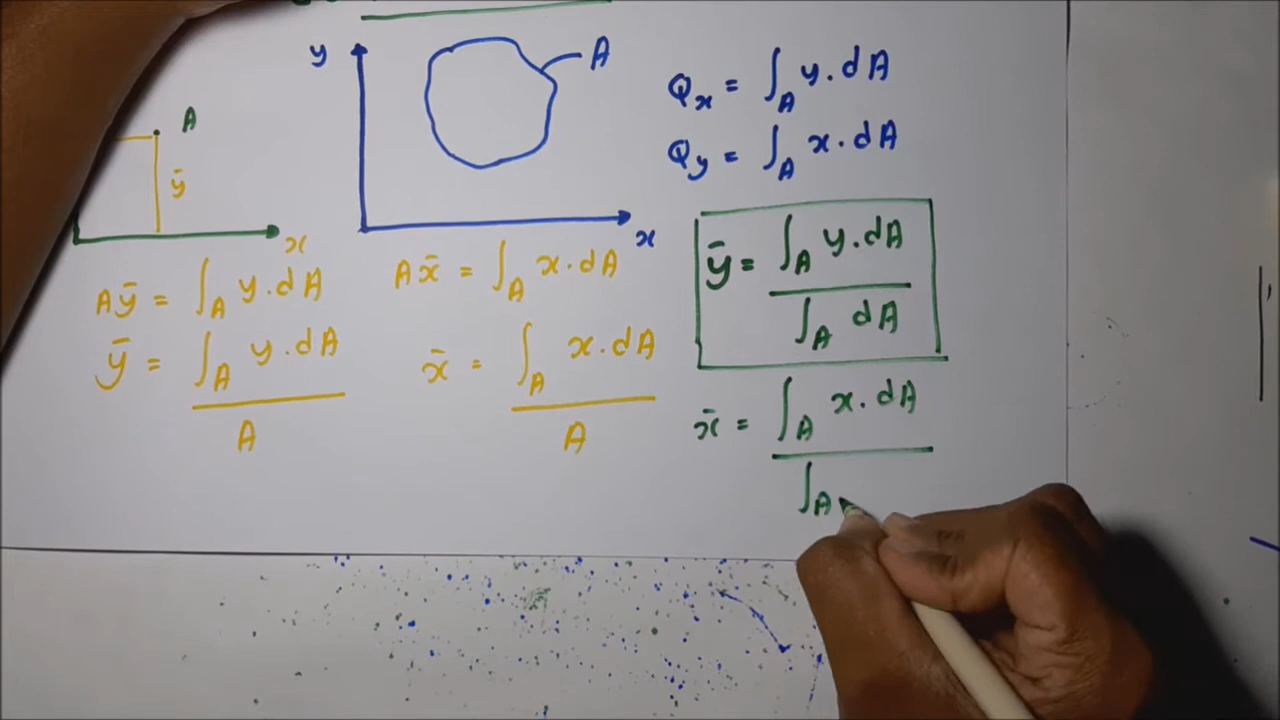 y
A
x
A
ȳ
x
Qx = ∫A y.dA
Qy = ∫A x.dA
Aȳ = ∫A y.dA
ȳ = ∫A y.dA / A
Ax̄ = ∫A x.dA
x̄ = ∫A x.dA / A
ȳ = ∫A y.dA / ∫A dA
x̄ = ∫A x.dA / ∫A